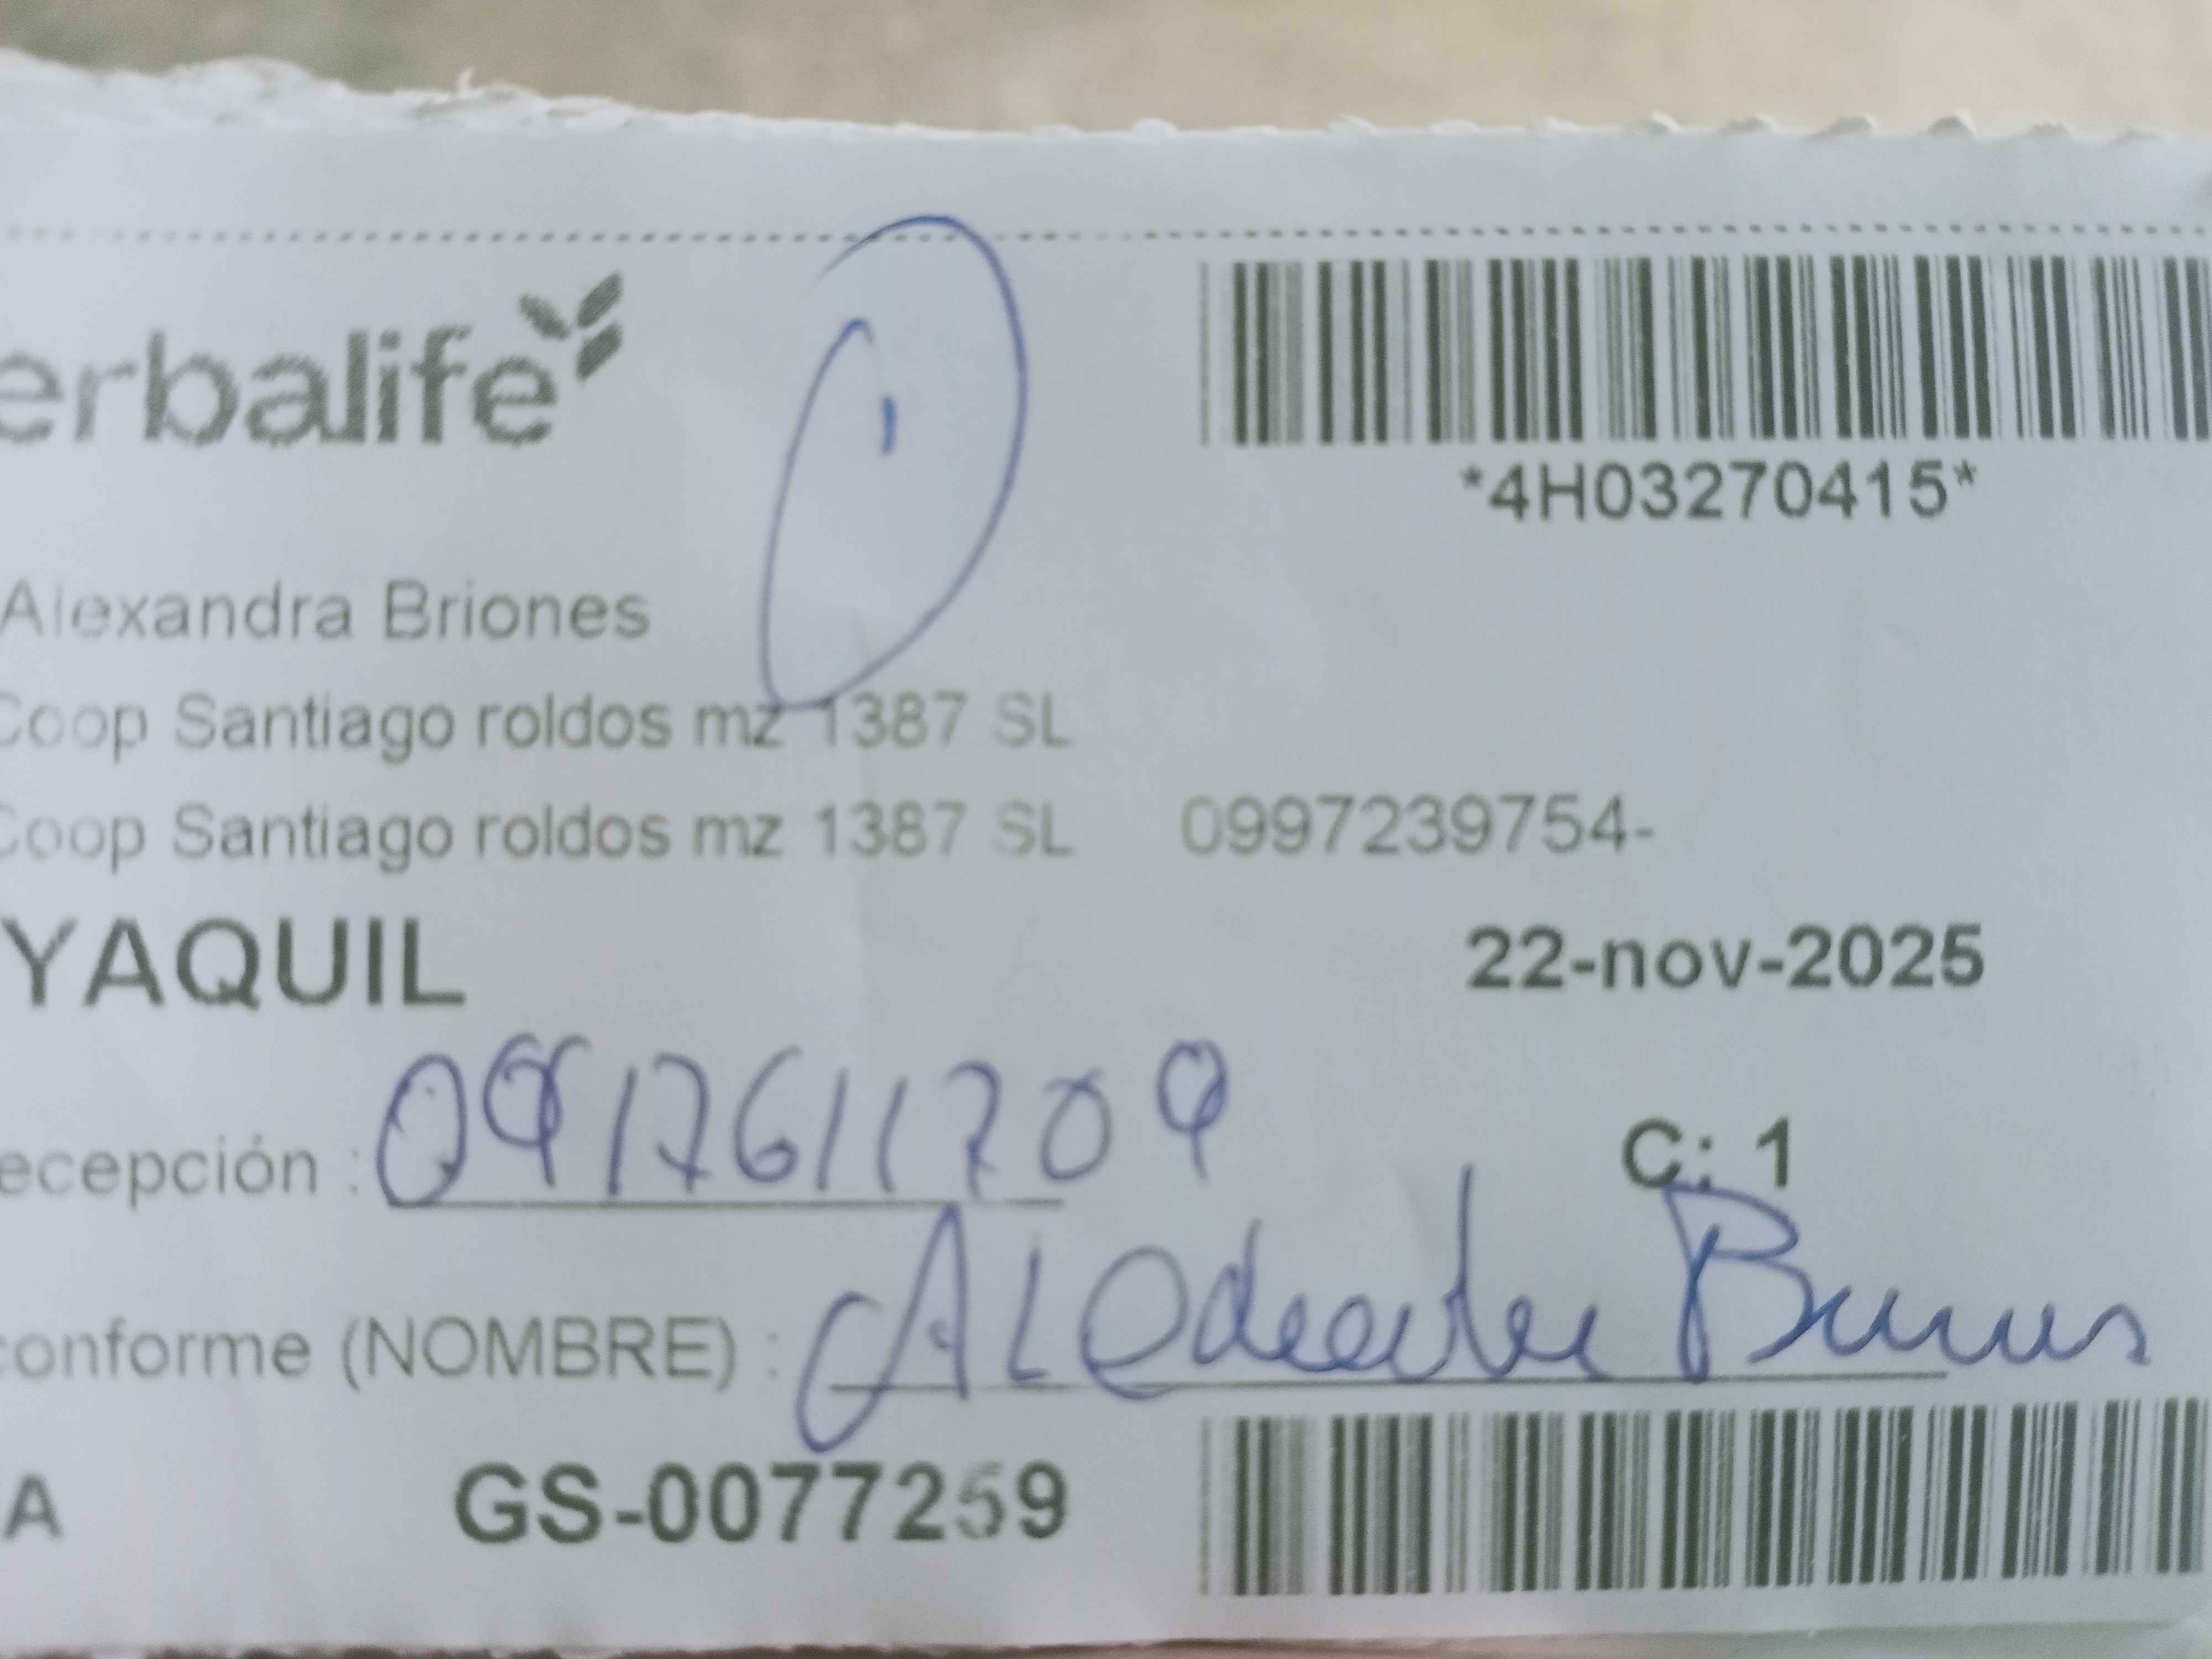 erbalife
*4H03270415*
Alexandra Briones
Coop Santiago roldos mz 1387 SL
Coop Santiago roldos mz 1387 SL 0997239754-
YAQUIL 22-nov-2025
ecepción : 0917611709
C: 1
conforme (NOMBRE) :
A GS-0077259